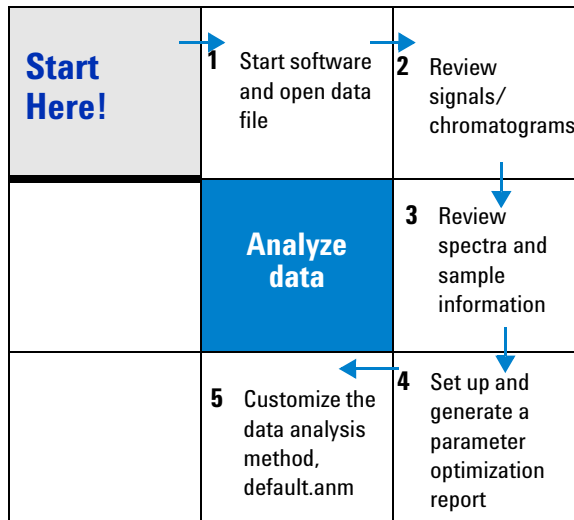 Start
Here!
1 Start software
and open data
file
2 Review
signals/
chromatograms
Analyze
data
3 Review
spectra and
sample
information
5 Customize the
data analysis
method,
default.anm
4 Set up and
generate a
parameter
optimization
report